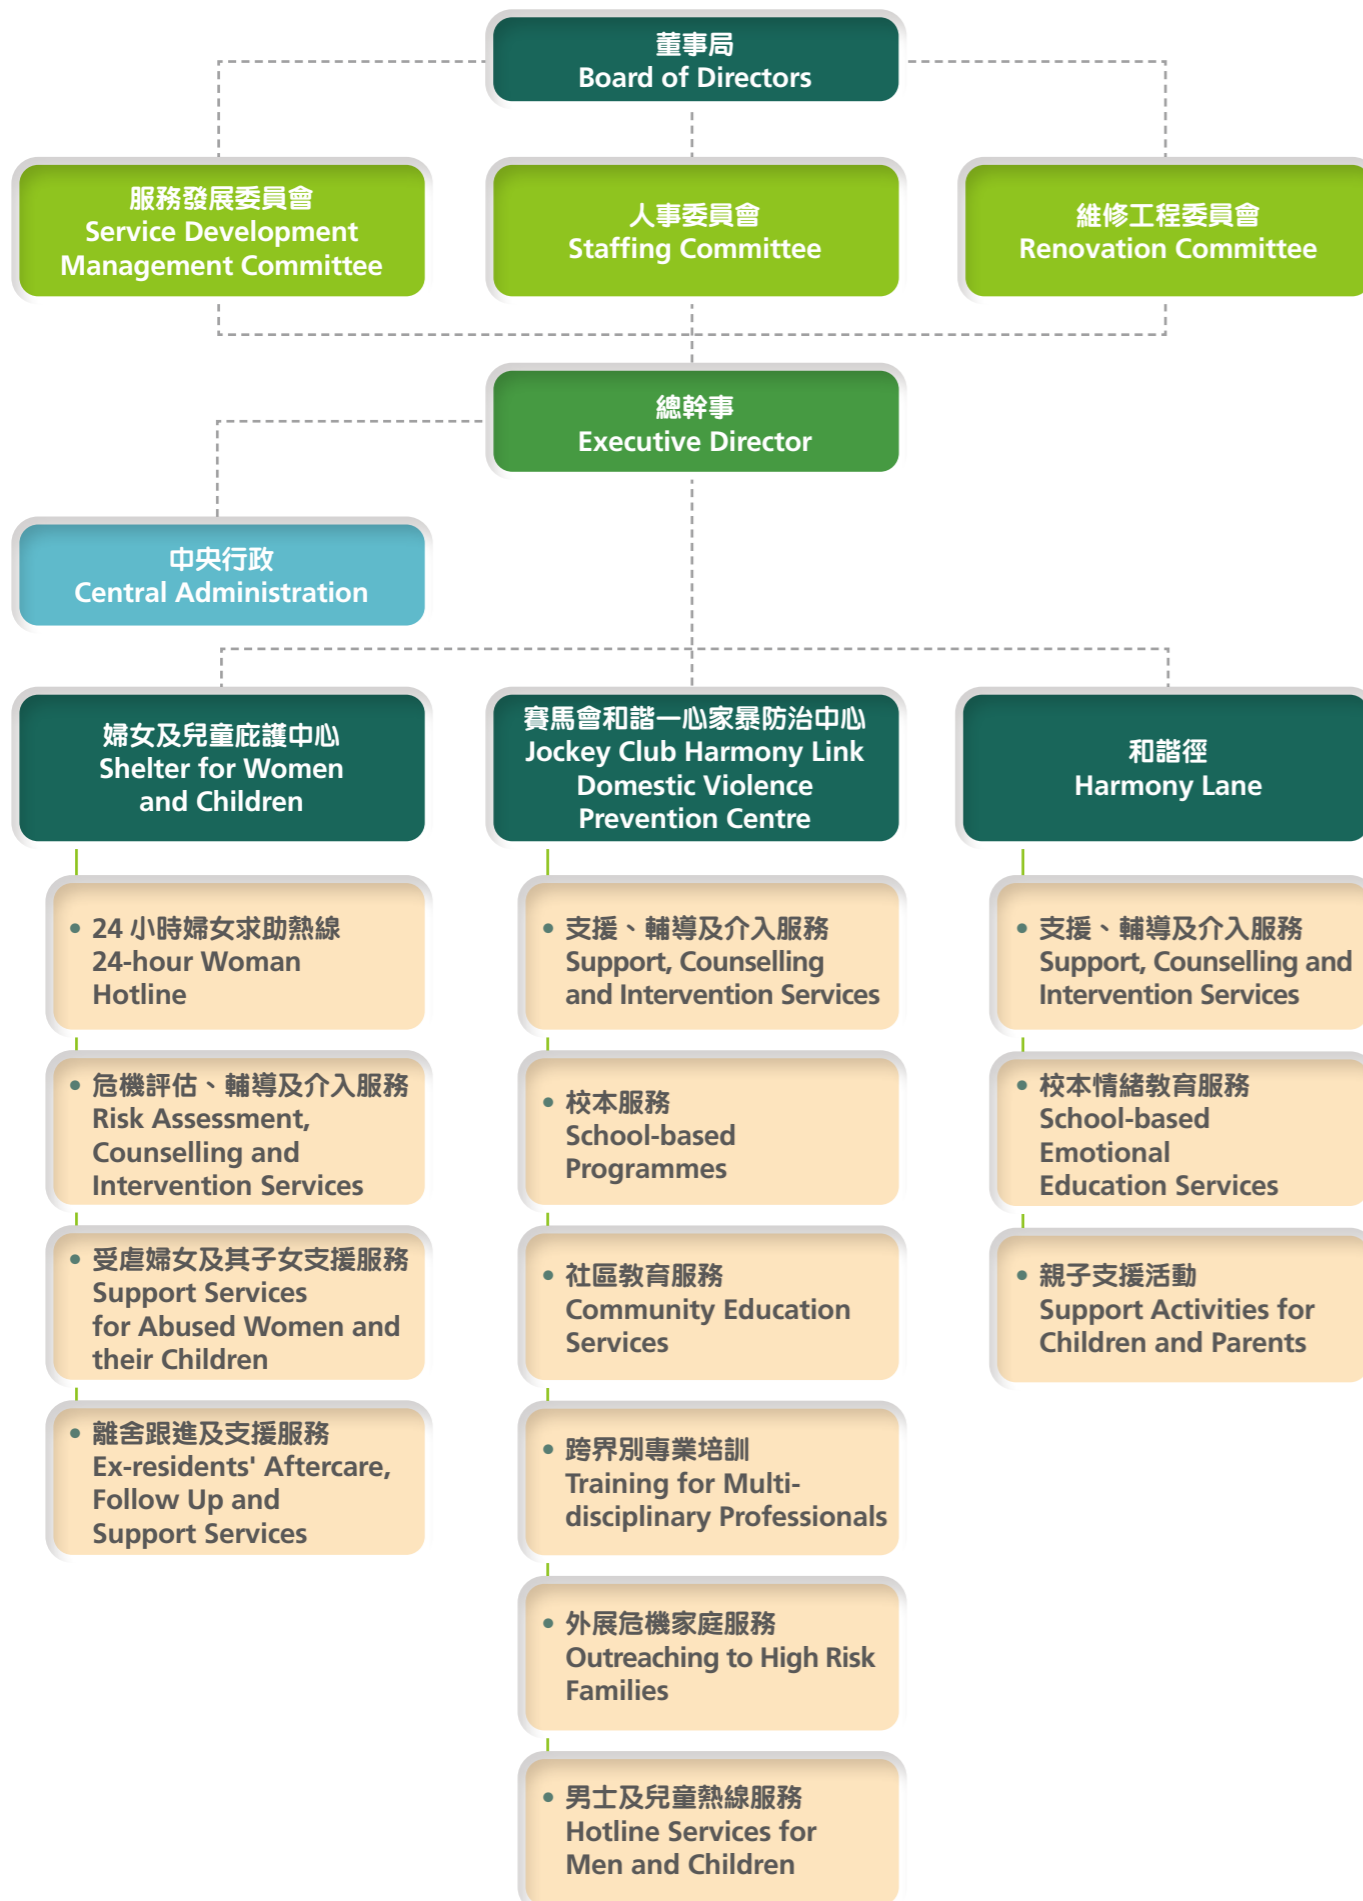 董事局
Board of Directors
服務發展委員會
Service Development
Management Committee
人事委員會
Staffing Committee
維修工程委員會
Renovation Committee
總幹事
Executive Director
中央行政
Central Administration
婦女及兒童庇護中心
Shelter for Women
and Children
• 24 小時婦女求助熱線
24-hour Woman
Hotline
• 危機評估、輔導及介入服務
Risk Assessment,
Counselling and
Intervention Services
• 受虐婦女及其子女支援服務
Support Services
for Abused Women and
their Children
• 離舍跟進及支援服務
Ex-residents' Aftercare,
Follow Up and
Support Services
賽馬會和諧一心家暴防治中心
Jockey Club Harmony Link
Domestic Violence
Prevention Centre
• 支援、輔導及介入服務
Support, Counselling
and Intervention Services
• 校本服務
School-based
Programmes
• 社區教育服務
Community Education
Services
• 跨界別專業培訓
Training for Multi-
disciplinary Professionals
• 外展危機家庭服務
Outreaching to High Risk
Families
• 男士及兒童熱線服務
Hotline Services for
Men and Children
和諧徑
Harmony Lane
• 支援、輔導及介入服務
Support, Counselling and
Intervention Services
• 校本情緒教育服務
School-based
Emotional
Education Services
• 親子支援活動
Support Activities for
Children and Parents